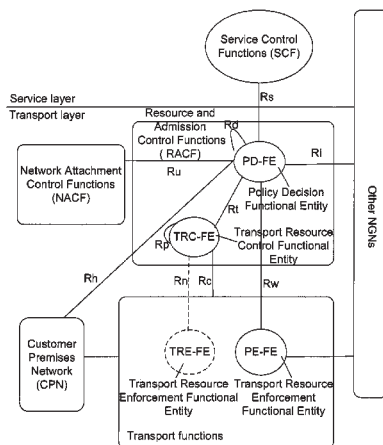 Service Control
Functions (SCF)
Rs
Service layer
Transport layer
Resource and
Admission
Control Functions
(RACF)
Rd
PD-FE
Ri
Network Attachment
Control Functions
(NACF)
Ru
Policy Decision
Functional Entity
Rt
TRC-FE
Rp
Transport Resource
Control Functional
Entity
Other NGNs
Rh
Rn
Rc
Rw
Customer
Premises
Network
(CPN)
TRE-FE
PE-FE
Transport Resource
Enforcement Functional
Entity
Transport Resource
Enforcement Functional
Entity
Transport functions